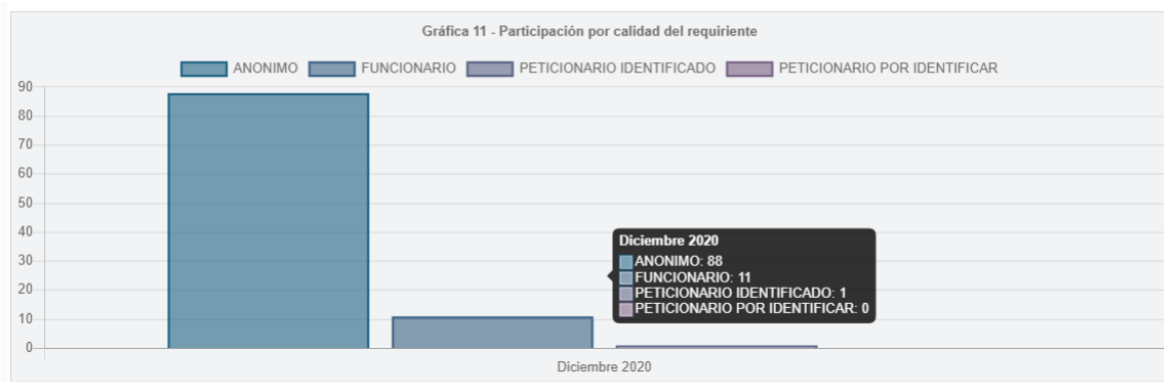 Gráfica 11 - Participación por calidad del requiriente
ANONIMO FUNCIONARIO PETICIONARIO IDENTIFICADO PETICIONARIO POR IDENTIFICAR
90
80
70
60
50
40
30
20
10
0
Diciembre 2020
ANONIMO: 88
FUNCIONARIO: 11
PETICIONARIO IDENTIFICADO: 1
PETICIONARIO POR IDENTIFICAR: 0
Diciembre 2020